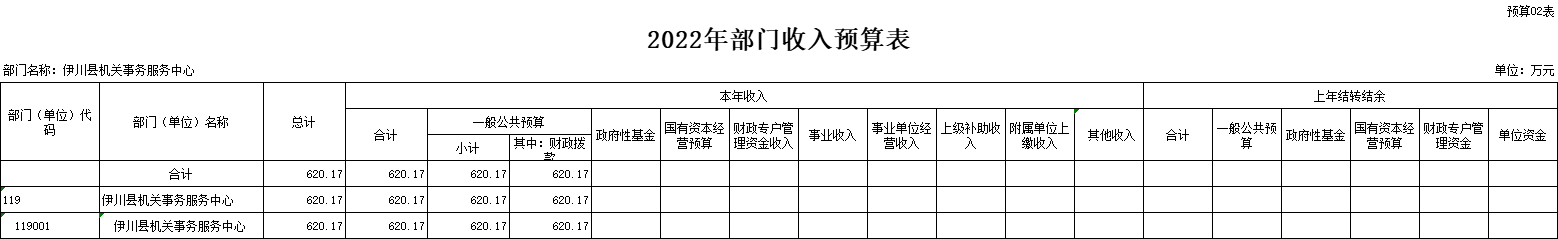 预算02表
2022年部门收入预算表
部门名称：伊川县机关事务服务中心 单位：万元
部门（单位）代码 部门（单位）名称 总计 本年收入 上年结转结余
合计 一般公共预算 政府性基金 国有资本经营预算 财政专户管理资金收入 事业收入 事业单位经营收入 上级补助收入 附属单位上缴收入 其他收入 合计 一般公共预算 政府性基金 国有资本经营预算 财政专户管理资金 单位资金
小计 其中：财政拨款
合计 620.17 620.17 620.17 620.17
119 伊川县机关事务服务中心 620.17 620.17 620.17 620.17
119001 伊川县机关事务服务中心 620.17 620.17 620.17 620.17